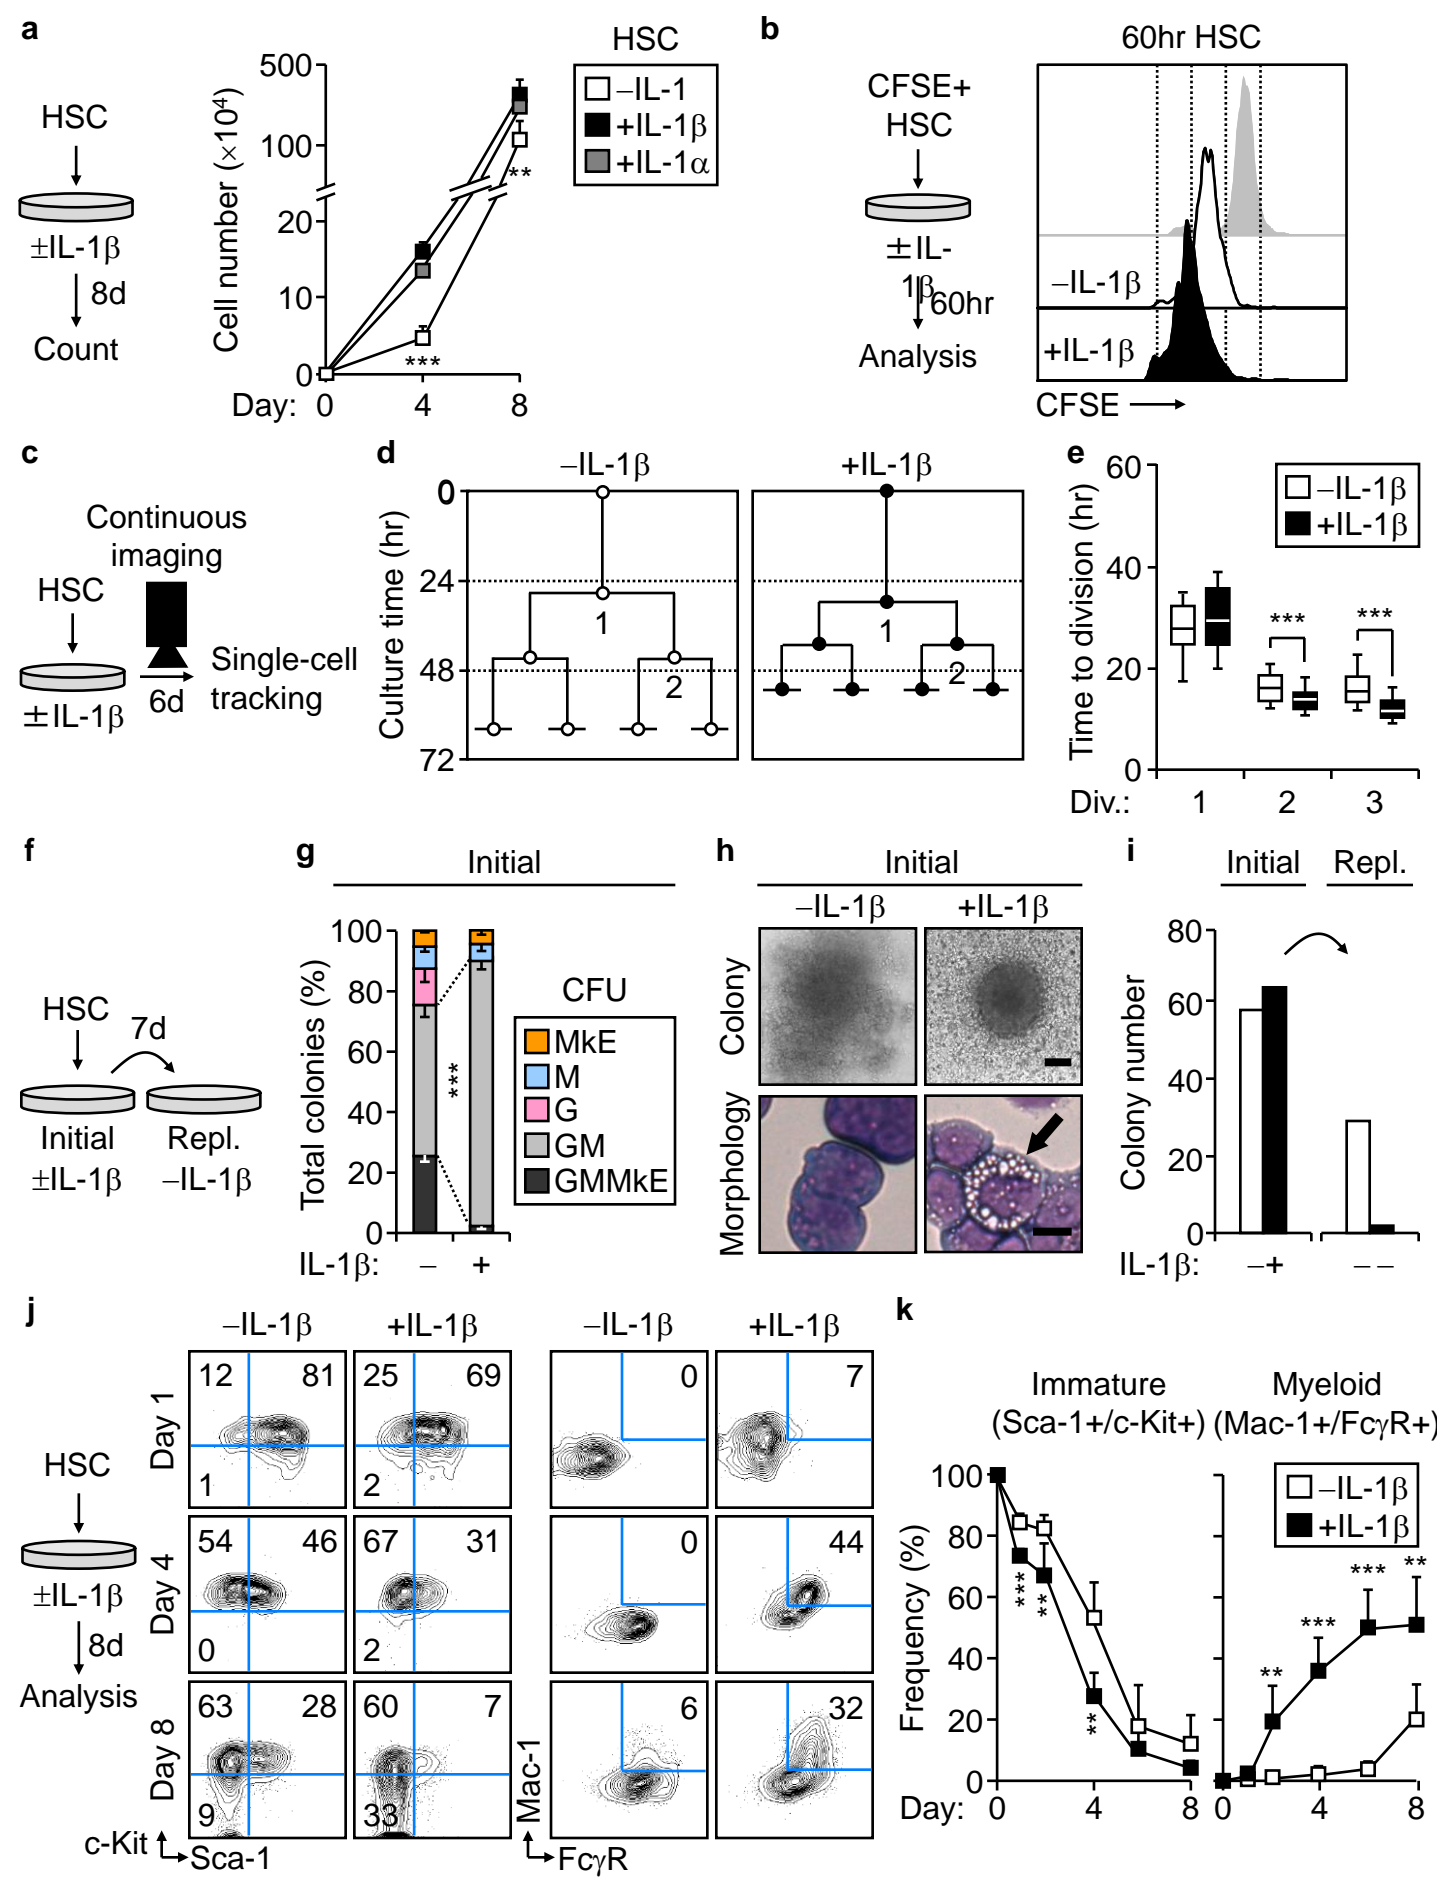 a
HSC
±IL-1β
8d
Count
HSC
−IL-1
+IL-1β
+IL-1α
Cell number (×10⁴)
500
100
20
10
0
**
***
Day: 0 4 8
b
CFSE+
HSC
±IL-
1β
60hr
Analysis
60hr HSC
−IL-1β
+IL-1β
CFSE
c
Continuous
imaging
HSC
±IL-1β
6d
Single-cell
tracking
d
−IL-1β
+IL-1β
Culture time (hr)
0
24
48
72
1
2
1
2
e
−IL-1β
+IL-1β
Time to division (hr)
60
40
20
0
***
***
Div.: 1 2 3
f
HSC
7d
Initial
±IL-1β
Repl.
−IL-1β
g
Initial
Total colonies (%)
100
80
60
40
20
0
***
IL-1β: − +
CFU
MkE
M
G
GM
GMMkE
h
Initial
−IL-1β
+IL-1β
Colony
Morphology
i
Initial
Repl.
Colony number
80
60
40
20
0
IL-1β: − + − −
j
HSC
±IL-1β
8d
Analysis
−IL-1β
+IL-1β
−IL-1β
+IL-1β
Day 1
12 81
1
25 69
2
0
7
Day 4
54 46
0
67 31
2
0
44
Day 8
63 28
9
60 7
33
6
32
c-Kit
Sca-1
Mac-1
FcγR
k
Immature
(Sca-1+/c-Kit+)
Myeloid
(Mac-1+/FcγR+)
−IL-1β
+IL-1β
Frequency (%)
100
80
60
40
20
0
***
**
**
**
***
***
**
Day: 0 4 8
0 4 8